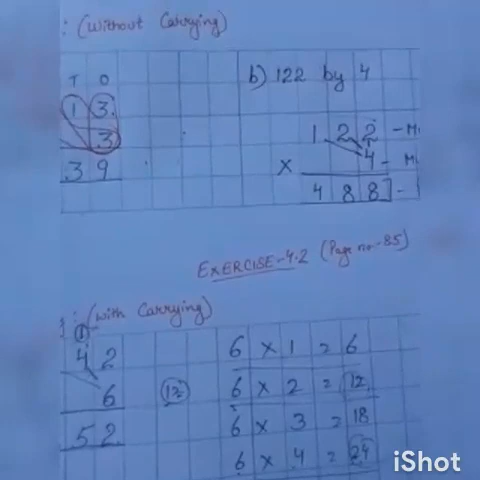 : (Without Carrying)
T O
b) 122 by 4
1 3
3
3 9
1 2 2 - M
× 4 - M
4 8 8 -
EXERCISE-4.2 (Page no-85)
: (With Carrying)
1
4 2
6
5 2
12
6 × 1 = 6
6 × 2 = 12
6 × 3 = 18
6 × 4 = 24
iShot